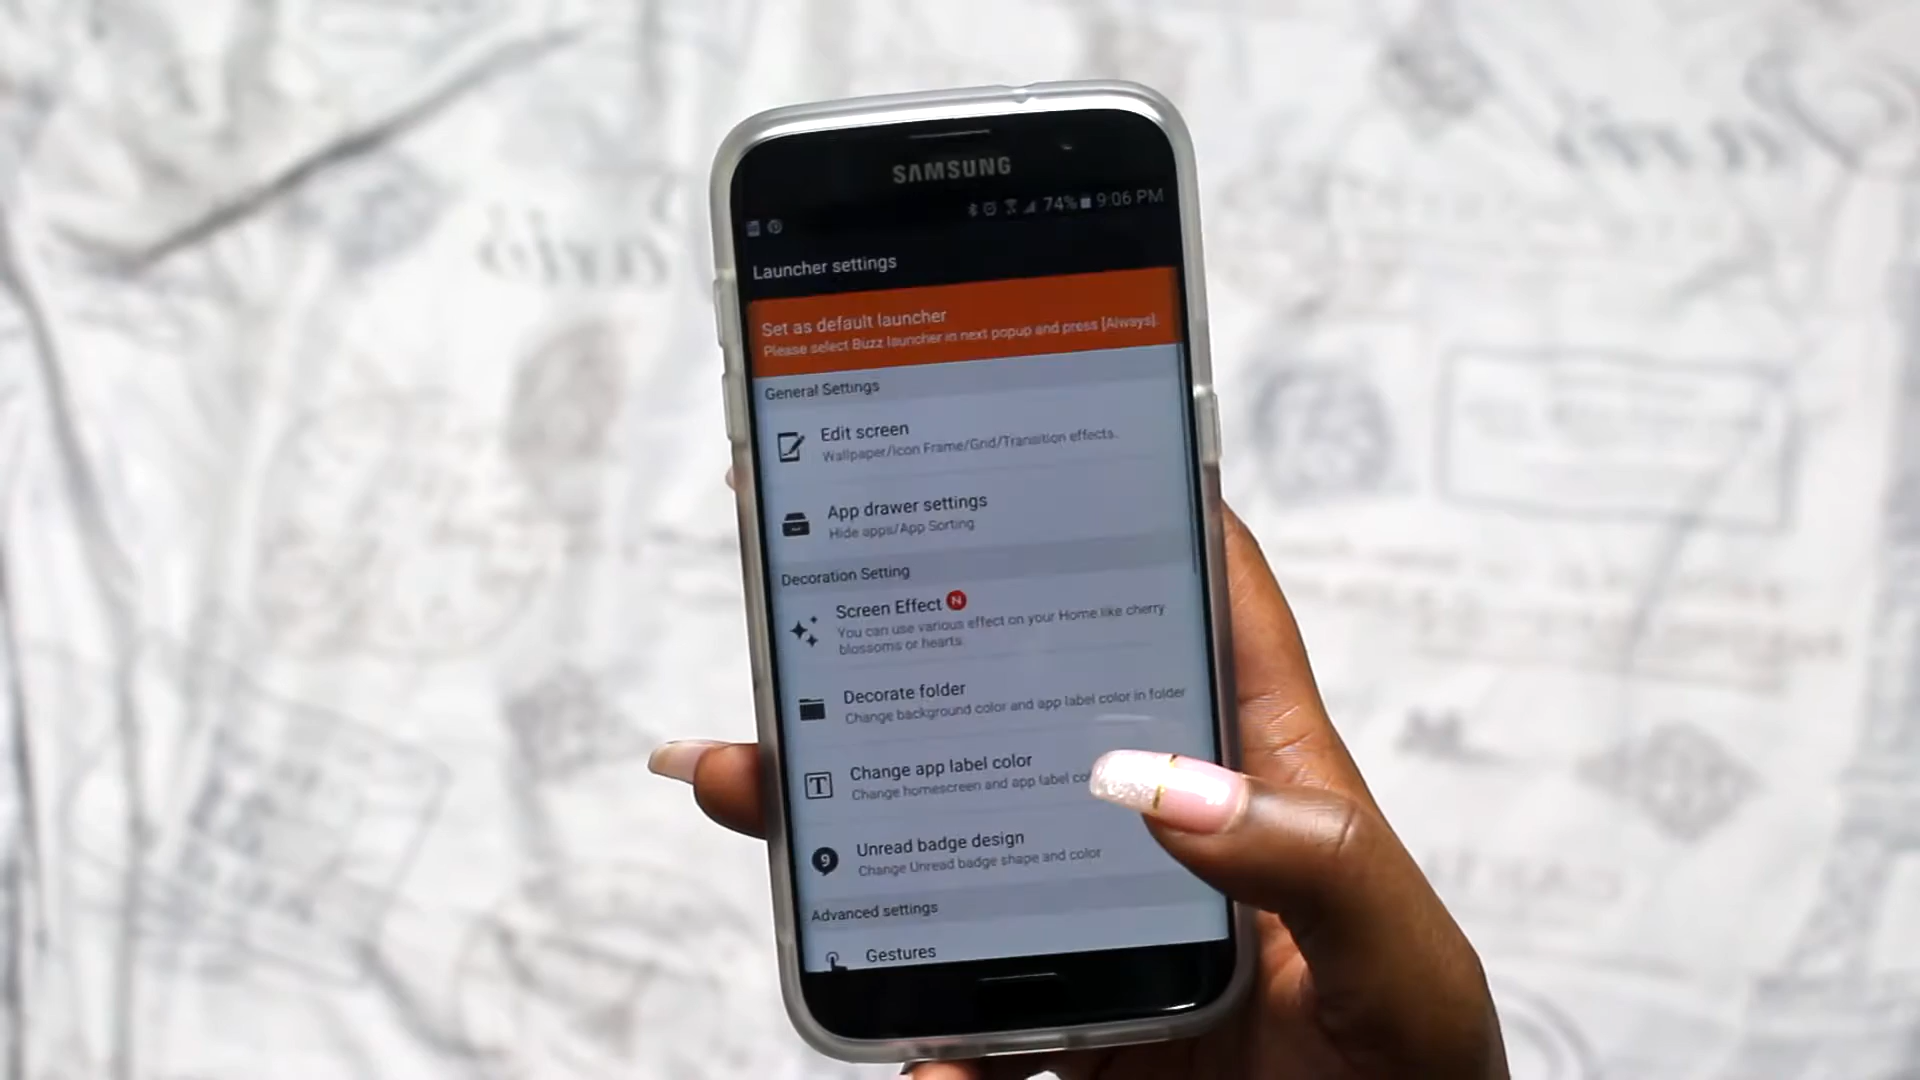 SAMSUNG
74% 9:06 PM
Launcher settings
Set as default launcher
Please select Buzz launcher in next popup and press [Always].
General Settings
Edit screen
Wallpaper/Icon Frame/Grid/Transition effects.
App drawer settings
Hide apps/App Sorting
Decoration Setting
Screen Effect N
You can use various effect on your Home like cherry
blossoms or hearts.
Decorate folder
Change background color and app label color in folder
Change app label color
Change homescreen and app label
T
Unread badge design
9
Change Unread badge shape and color
Advanced settings
Gestures